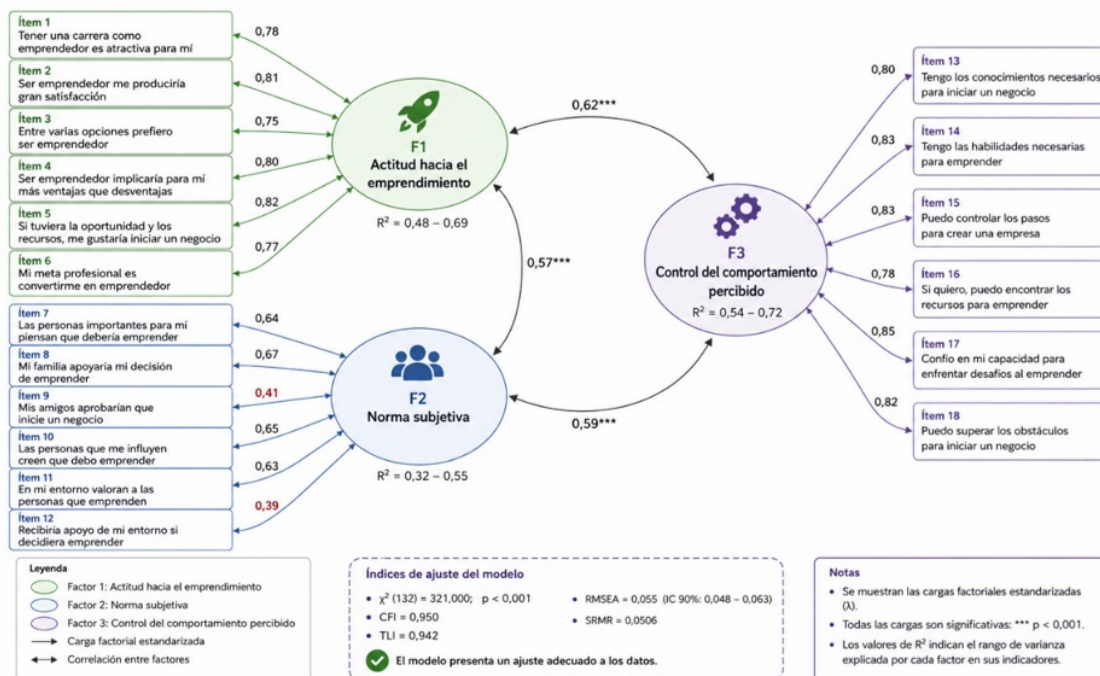 Ítem 1
Tener una carrera como
emprendedor es atractiva para mí
Ítem 2
Ser emprendedor me produciría
gran satisfacción
Ítem 3
Entre varias opciones prefiero
ser emprendedor
Ítem 4
Ser emprendedor implicaría para mí
más ventajas que desventajas
Ítem 5
Si tuviera la oportunidad y los
recursos, me gustaría iniciar un negocio
Ítem 6
Mi meta profesional es
convertirme en emprendedor
Ítem 7
Las personas importantes para mí
piensan que debería emprender
Ítem 8
Mi familia apoyaría mi decisión
de emprender
Ítem 9
Mis amigos aprobarían que
inicie un negocio
Ítem 10
Las personas que me influyen
creen que debo emprender
Ítem 11
En mi entorno valoran a las
personas que emprenden
Ítem 12
Recibiría apoyo de mi entorno si
decidiera emprender
0,78
0,81
0,75
0,80
0,82
0,77
0,64
0,67
0,41
0,65
0,63
0,39
F1
Actitud hacia el
emprendimiento
R² = 0,48 – 0,69
F2
Norma subjetiva
R² = 0,32 – 0,55
0,62***
0,57***
0,59***
F3
Control del comportamiento
percibido
R² = 0,54 – 0,72
0,80
0,83
0,83
0,78
0,85
0,82
Ítem 13
Tengo los conocimientos necesarios
para iniciar un negocio
Ítem 14
Tengo las habilidades necesarias
para emprender
Ítem 15
Puedo controlar los pasos
para crear una empresa
Ítem 16
Si quiero, puedo encontrar los
recursos para emprender
Ítem 17
Confío en mi capacidad para
enfrentar desafíos al emprender
Ítem 18
Puedo superar los obstáculos
para iniciar un negocio
Leyenda
Factor 1: Actitud hacia el emprendimiento
Factor 2: Norma subjetiva
Factor 3: Control del comportamiento percibido
Carga factorial estandarizada
Correlación entre factores
Índices de ajuste del modelo
• χ² (132) = 321,000; p < 0,001
• CFI = 0,950
• TLI = 0,942
• RMSEA = 0,055 (IC 90%: 0,048 – 0,063)
• SRMR = 0,0506
El modelo presenta un ajuste adecuado a los datos.
Notas
• Se muestran las cargas factoriales estandarizadas
(λ).
• Todas las cargas son significativas: *** p < 0,001.
• Los valores de R² indican el rango de varianza
explicada por cada factor en sus indicadores.